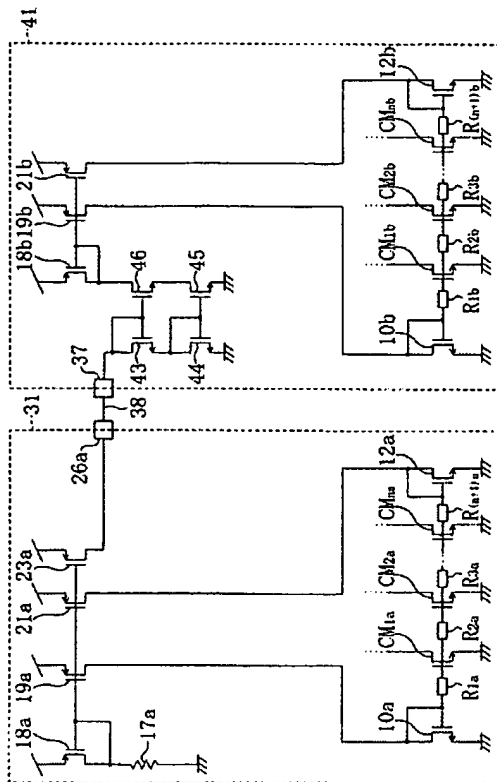 41
21b
18b
19b
46
45
43
44
37
38
26a
31
12b
CMnb
R(n+1)b
CM2b
R3b
CM1b
R2b
R1b
10b
23a
21a
19a
18a
17a
12a
CMna
R(n+1)a
CM2a
R3a
CM1a
R2a
R1a
10a